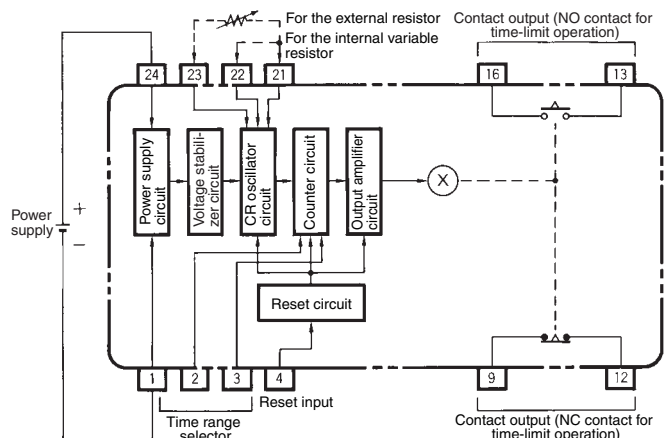 For the external resistor
For the internal variable
resistor
Contact output (NO contact for
time-limit operation)
24
23
22
21
16
13
Power supply
circuit
Voltage stabili-
zer circuit
CR oscillator
circuit
Counter circuit
Output amplifier
circuit
X
Power
supply
+
−
Reset circuit
1
2
3
4
9
12
Reset input
Time range
selector
Contact output (NC contact for
time-limit operation)